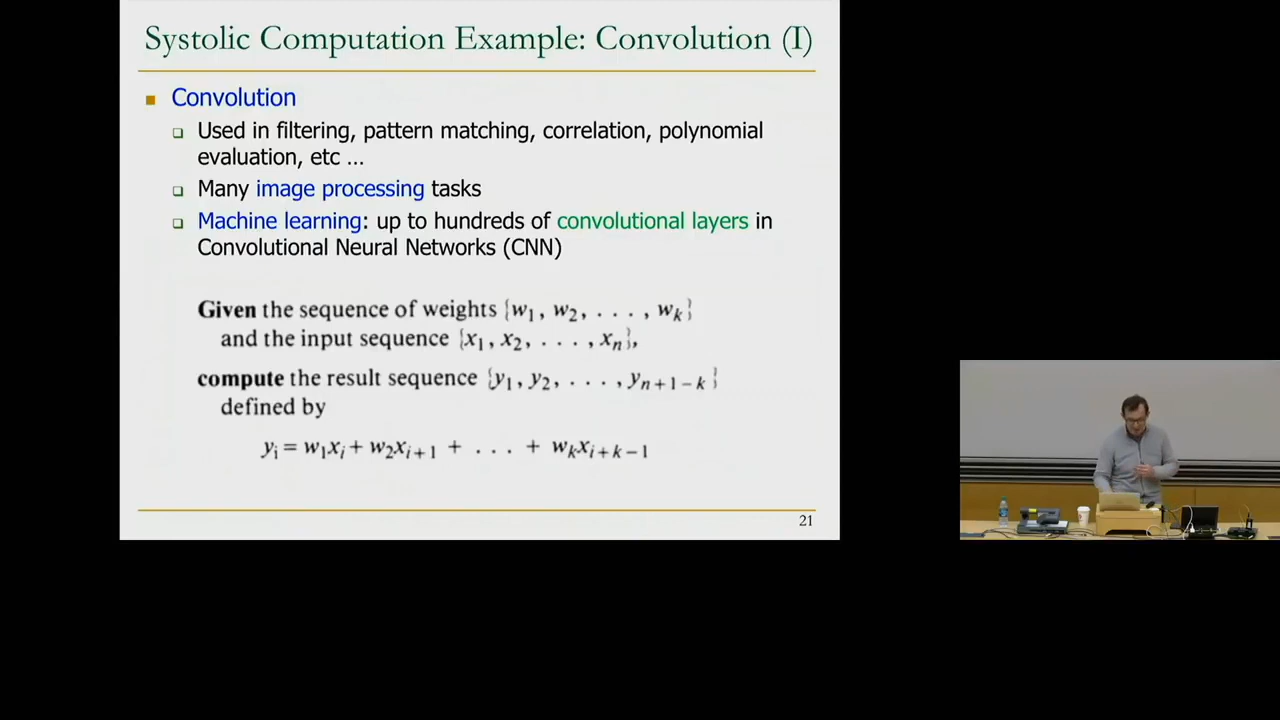 Systolic Computation Example: Convolution (I)
Convolution
Used in filtering, pattern matching, correlation, polynomial
evaluation, etc ...
Many image processing tasks
Machine learning: up to hundreds of convolutional layers in
Convolutional Neural Networks (CNN)
Given the sequence of weights {w1, w2, . . . , wk}
and the input sequence {x1, x2, . . . , xn},
compute the result sequence {y1, y2, . . . , yn+1−k}
defined by
yi = w1xi + w2xi+1 + . . . + wkxi+k−1
21